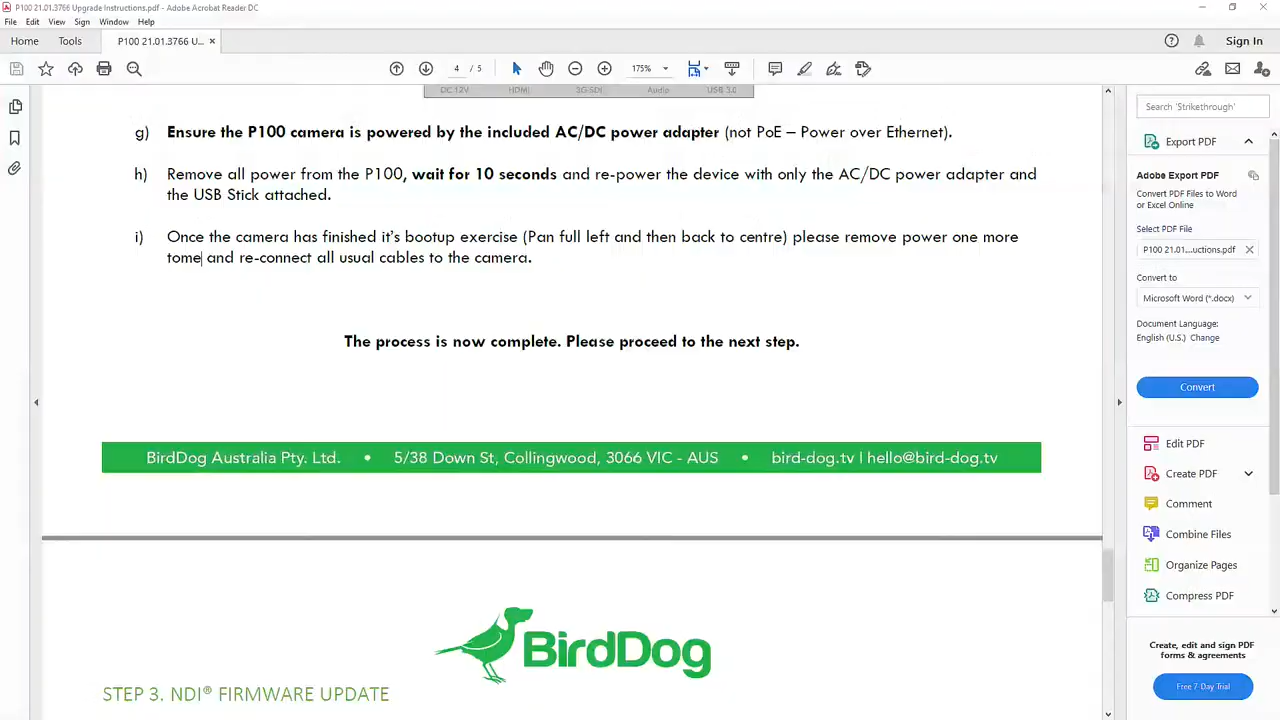 P100 21.01.3766 Upgrade Instructions.pdf - Adobe Acrobat Reader DC
File Edit View Sign Window Help
Home Tools P100 21.01.3766 U... × Sign In
4 / 5 175%
DC 12V HDMI 3G-SDI Audio USB 3.0
g) Ensure the P100 camera is powered by the included AC/DC power adapter (not PoE – Power over Ethernet).
h) Remove all power from the P100, wait for 10 seconds and re-power the device with only the AC/DC power adapter and
the USB Stick attached.
i) Once the camera has finished it's bootup exercise (Pan full left and then back to centre) please remove power one more
tome and re-connect all usual cables to the camera.
The process is now complete. Please proceed to the next step.
BirdDog Australia Pty. Ltd. • 5/38 Down St, Collingwood, 3066 VIC - AUS • bird-dog.tv | hello@bird-dog.tv
BirdDog
STEP 3. NDI® FIRMWARE UPDATE
Search 'Strikethrough'
Export PDF
Adobe Export PDF
Convert PDF Files to Word
or Excel Online
Select PDF File
P100 21.01....uctions.pdf ×
Convert to
Microsoft Word (*.docx)
Document Language:
English (U.S.) Change
Convert
Edit PDF
Create PDF
Comment
Combine Files
Organize Pages
Compress PDF
Create, edit and sign PDF
forms & agreements
Free 7-Day Trial